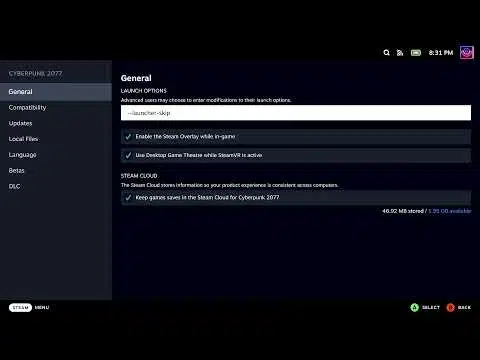 8:31 PM
CYBERPUNK 2077
General
Compatibility
Updates
Local Files
Language
Betas
DLC
General
LAUNCH OPTIONS
Advanced users may choose to enter modifications to their launch options.
--launcher-skip
Enable the Steam Overlay while in-game
Use Desktop Game Theatre while SteamVR is active
STEAM CLOUD
The Steam Cloud stores information so your product experience is consistent across computers.
Keep games saves in the Steam Cloud for Cyberpunk 2077
46.92 MB stored / 5.55 GB available
STEAM MENU
A SELECT B BACK